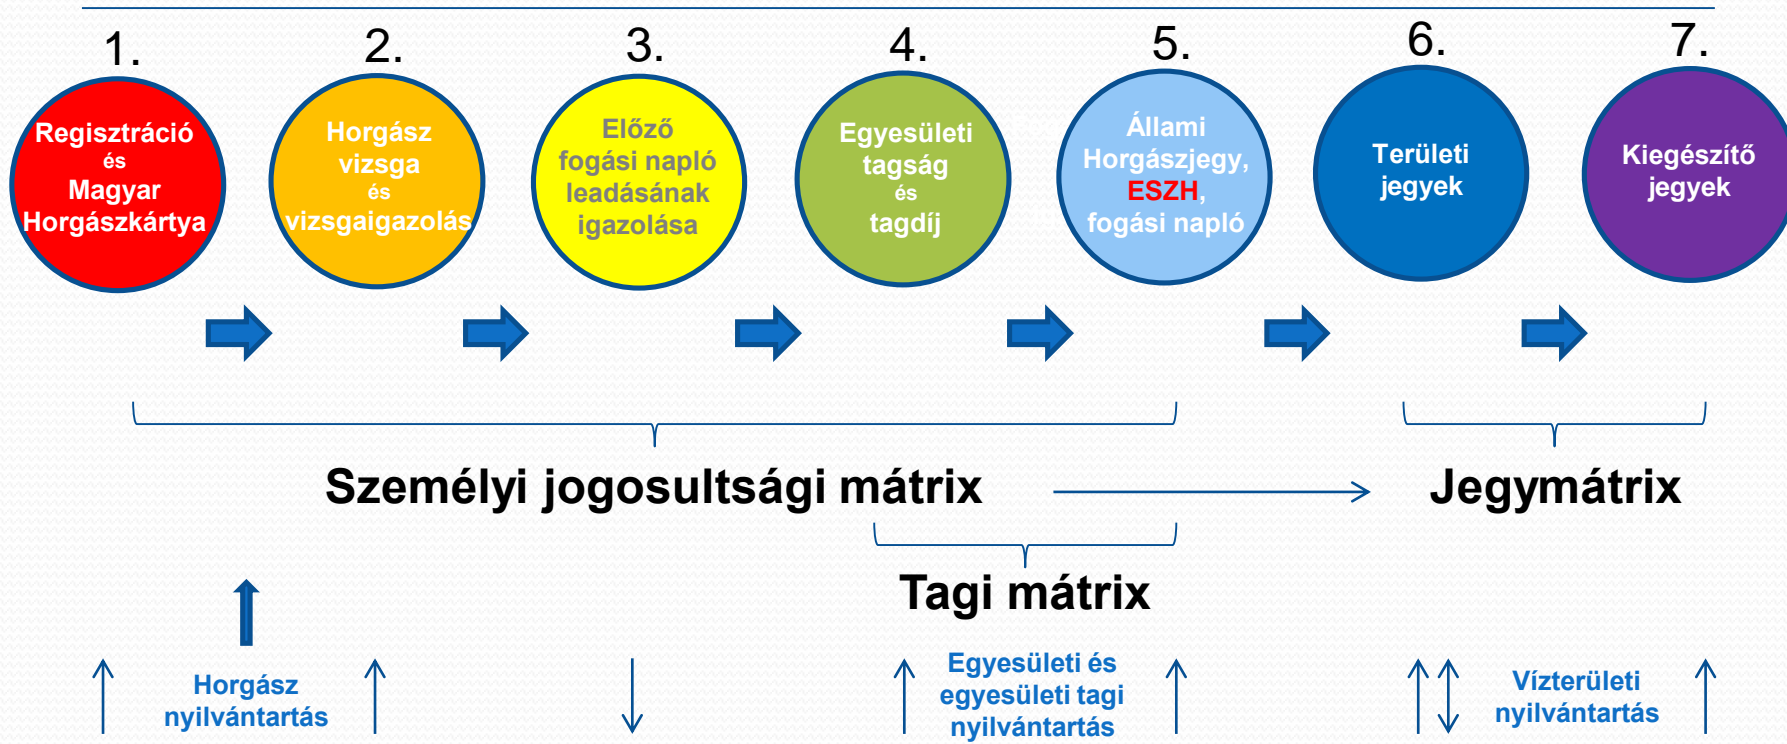 1.
2.
3.
4.
5.
6.
7.
Regisztráció
és
Magyar
Horgászkártya
Horgász
vizsga
és
vizsgaigazolás
Előző
fogási napló
leadásának
igazolása
Egyesületi
tagság
és
tagdíj
Állami
Horgászjegy,
ESZH,
fogási napló
Területi
jegyek
Kiegészítő
jegyek
Személyi jogosultsági mátrix
Jegymátrix
Tagi mátrix
Horgász
nyilvántartás
Egyesületi és
egyesületi tagi
nyilvántartás
Vízterületi
nyilvántartás